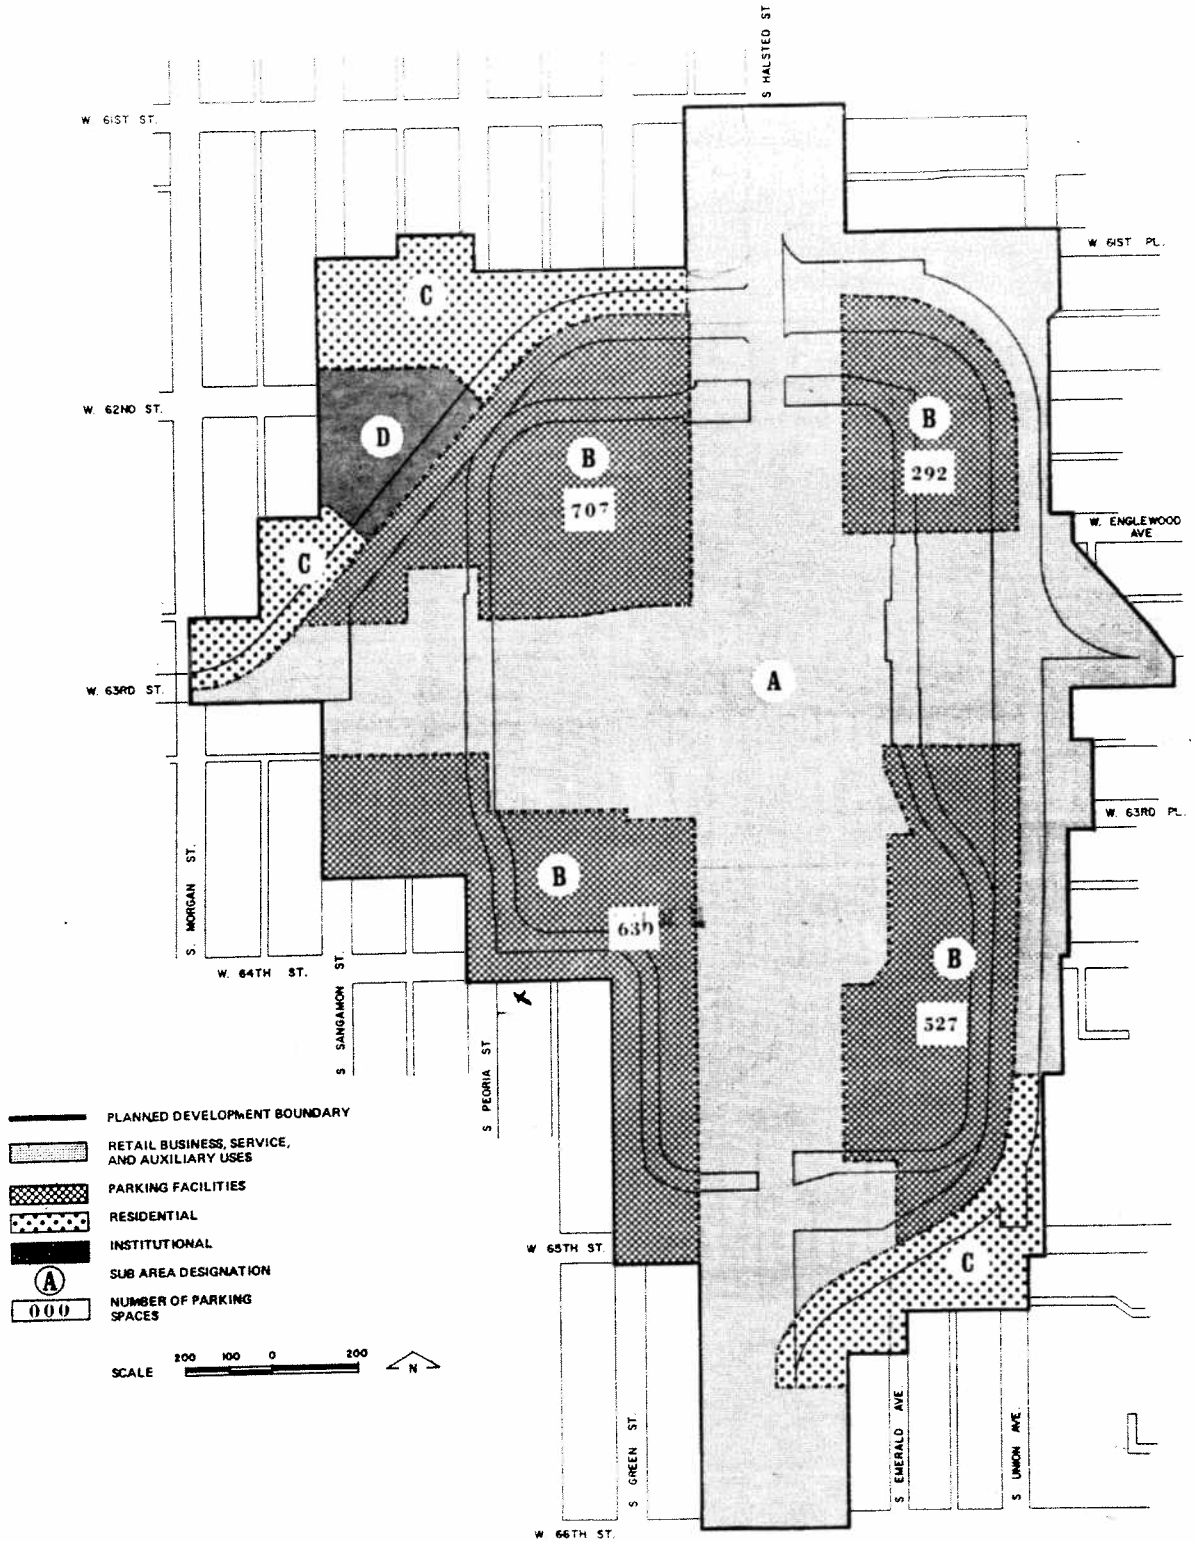 S HALSTED ST
W. 61ST ST.
W 61ST PL.
C
W. 62ND ST.
D
B
707
B
292
W. ENGLEWOOD
AVE
C
A
W. 63RD ST.
W. 63RD PL.
B
B
527
S. MORGAN ST.
W. 64TH ST.
S SANGAMON ST.
S PEORIA ST
PLANNED DEVELOPMENT BOUNDARY
RETAIL BUSINESS, SERVICE,
AND AUXILIARY USES
PARKING FACILITIES
RESIDENTIAL
INSTITUTIONAL
A SUB AREA DESIGNATION
000 NUMBER OF PARKING
SPACES
W 65TH ST.
C
SCALE 200 100 0 200
N
S GREEN ST.
S EMERALD AVE
S UNION AVE.
W 66TH ST.